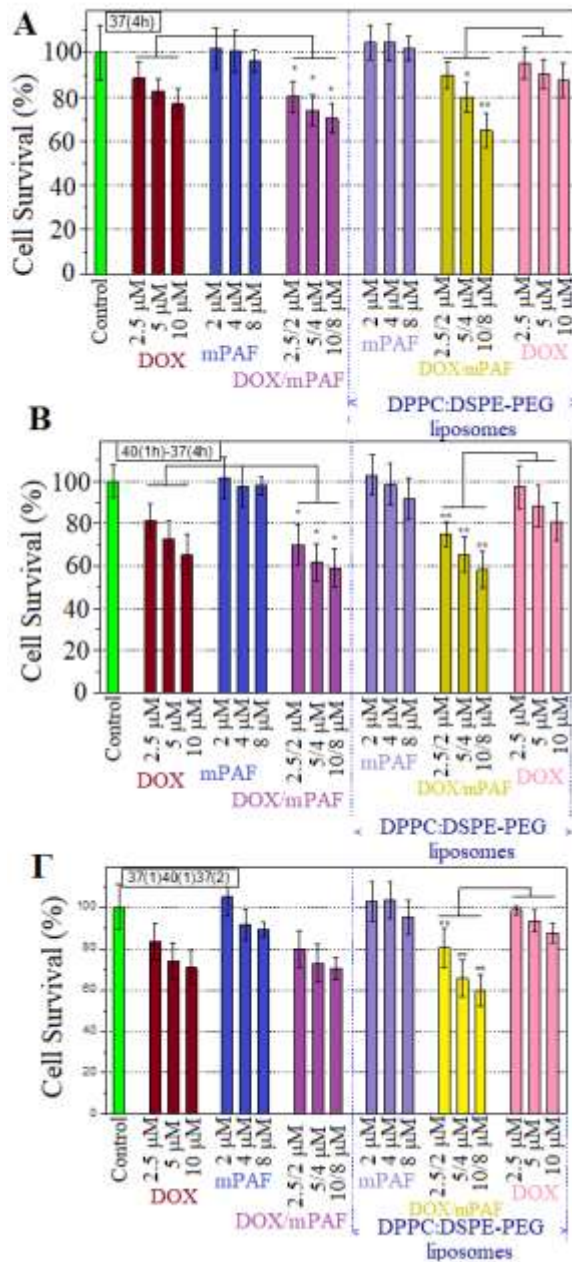 A
37(4h)
Cell Survival (%)
100
80
60
40
20
0
Control
2.5 µM
5 µM
10 µM
DOX
2 µM
4 µM
8 µM
mPAF
2.5/2 µM
5/4 µM
10/8 µM
DOX/mPAF
2 µM
4 µM
8 µM
mPAF
2.5/2 µM
5/4 µM
10/8 µM
DOX/mPAF
2.5 µM
5 µM
10 µM
DOX
* * *
* **
DPPC:DSPE-PEG
liposomes
B
40(1h)-37(4h)
Cell Survival (%)
100
80
60
40
20
0
Control
2.5 µM
5 µM
10 µM
DOX
2 µM
4 µM
8 µM
mPAF
2.5/2 µM
5/4 µM
10/8 µM
DOX/mPAF
2 µM
4 µM
8 µM
mPAF
2.5/2 µM
5/4 µM
10/8 µM
DOX/mPAF
2.5 µM
5 µM
10 µM
DOX
* * *
** ** **
DPPC:DSPE-PEG
liposomes
Γ
37(1)40(1)37(2)
Cell Survival (%)
100
80
60
40
20
0
Control
2.5 µM
5 µM
10 µM
DOX
2 µM
4 µM
8 µM
mPAF
2.5/2 µM
5/4 µM
10/8 µM
DOX/mPAF
2 µM
4 µM
8 µM
mPAF
2.5/2 µM
5/4 µM
10/8 µM
DOX/mPAF
2.5 µM
5 µM
10 µM
DOX
** ** **
DPPC:DSPE-PEG
liposomes